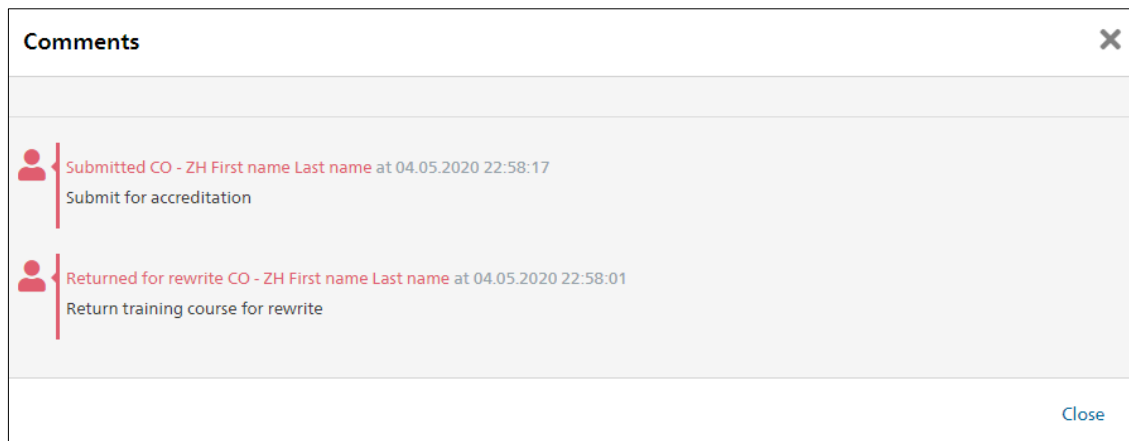 Comments
Submitted CO - ZH First name Last name at 04.05.2020 22:58:17
Submit for accreditation
Returned for rewrite CO - ZH First name Last name at 04.05.2020 22:58:01
Return training course for rewrite
Close